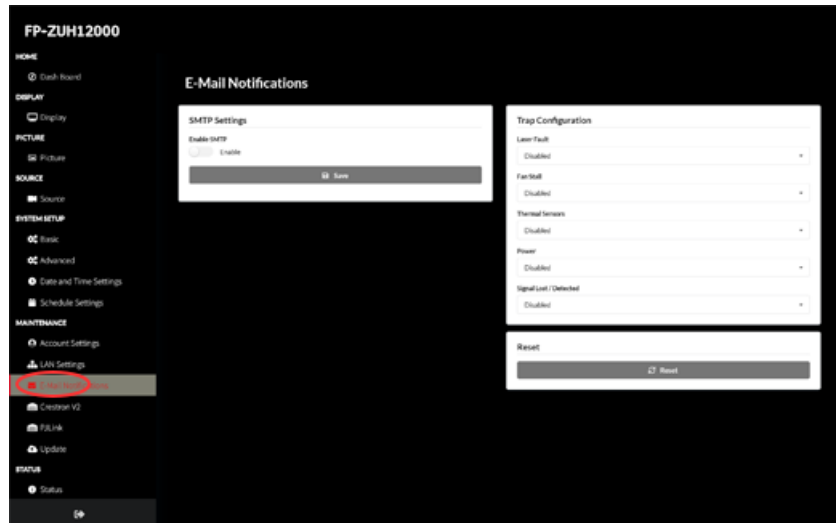 FP-ZUH12000
HOME
Dash Board
DISPLAY
Display
PICTURE
Picture
SOURCE
Source
SYSTEM SETUP
Basic
Advanced
Date and Time Settings
Schedule Settings
MAINTENANCE
Account Settings
LAN Settings
E-Mail Notifications
Crestron V2
PJLink
Update
STATUS
Status
E-Mail Notifications
SMTP Settings
Enable SMTP
Enable
Save
Trap Configuration
Laser Fault
Disabled
Fan Stall
Disabled
Thermal Sensors
Disabled
Power
Disabled
Signal Lost / Detected
Disabled
Reset
Reset